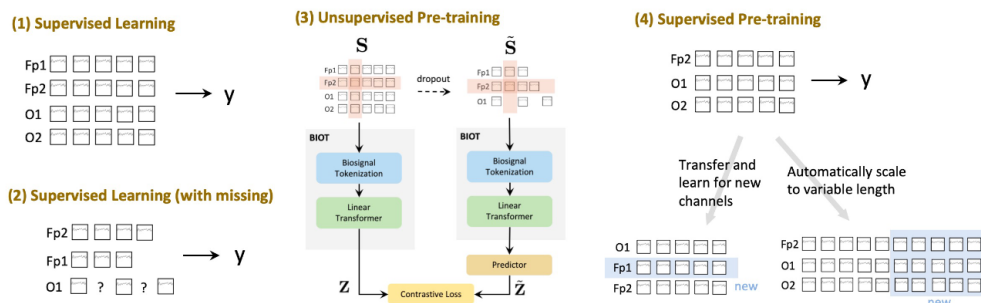 (1) Supervised Learning
Fp1
Fp2
O1
O2
y
(2) Supervised Learning (with missing)
Fp2
Fp1
O1 ? ?
y
(3) Unsupervised Pre-training
S
S̃
Fp1
Fp2
O1
O2
dropout
Fp1
Fp2
O1
BIOT
Biosignal
Tokenization
Linear
Transformer
BIOT
Biosignal
Tokenization
Linear
Transformer
Predictor
Z
Contrastive Loss
Z̃
(4) Supervised Pre-training
Fp2
O1
O2
y
Transfer and
learn for new
channels
Automatically scale
to variable length
O1
Fp1
Fp2
new
Fp2
O1
O2
new